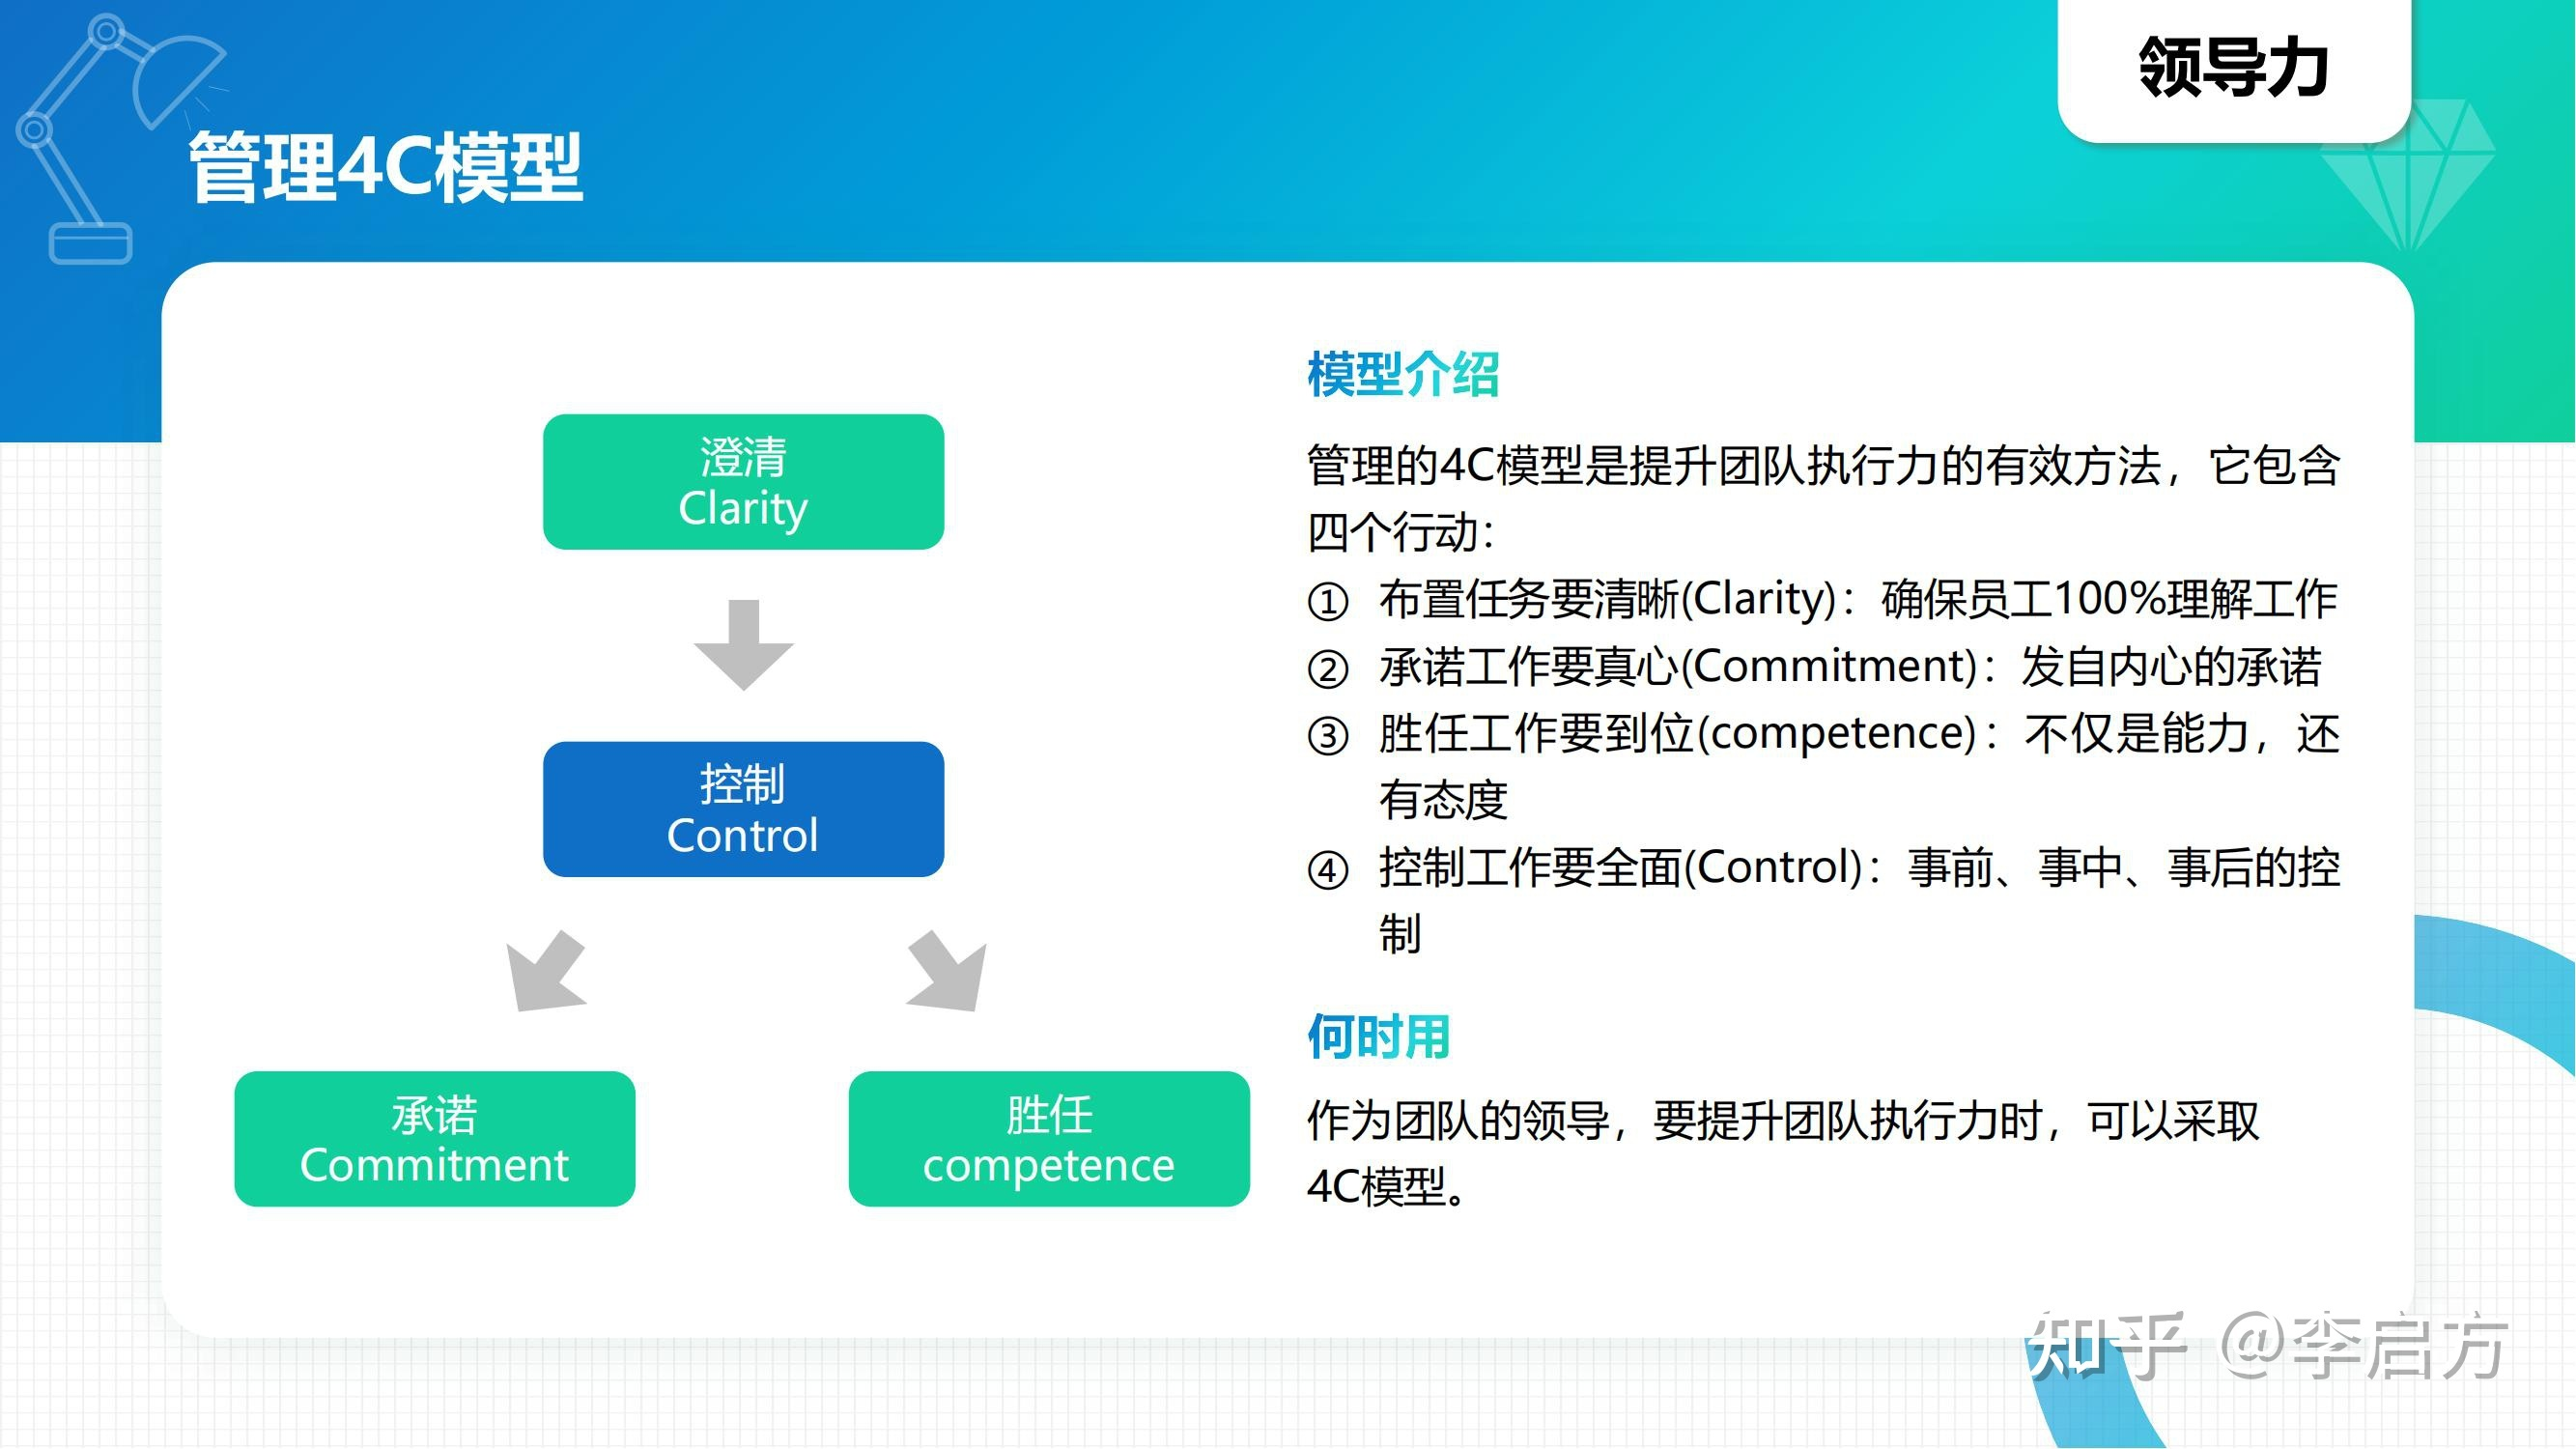 领导力
管理4C模型
澄清
Clarity
控制
Control
承诺
Commitment
胜任
competence
模型介绍
管理的4C模型是提升团队执行力的有效方法，它包含
四个行动：
① 布置任务要清晰(Clarity)：确保员工100%理解工作
② 承诺工作要真心(Commitment)：发自内心的承诺
③ 胜任工作要到位(competence)：不仅是能力，还
有态度
④ 控制工作要全面(Control)：事前、事中、事后的控
制
何时用
作为团队的领导，要提升团队执行力时，可以采取
4C模型。
知乎 @李启方